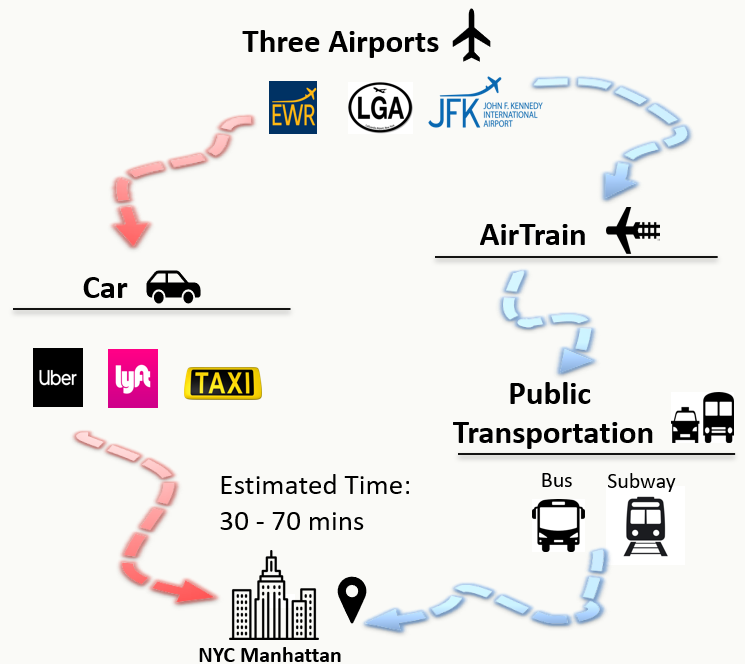 Three Airports
EWR
LGA
JFK
JOHN F. KENNEDY
INTERNATIONAL
AIRPORT
AirTrain
Car
Uber
lyft
TAXI
Public
Transportation
Bus
Subway
Estimated Time:
30 - 70 mins
NYC Manhattan